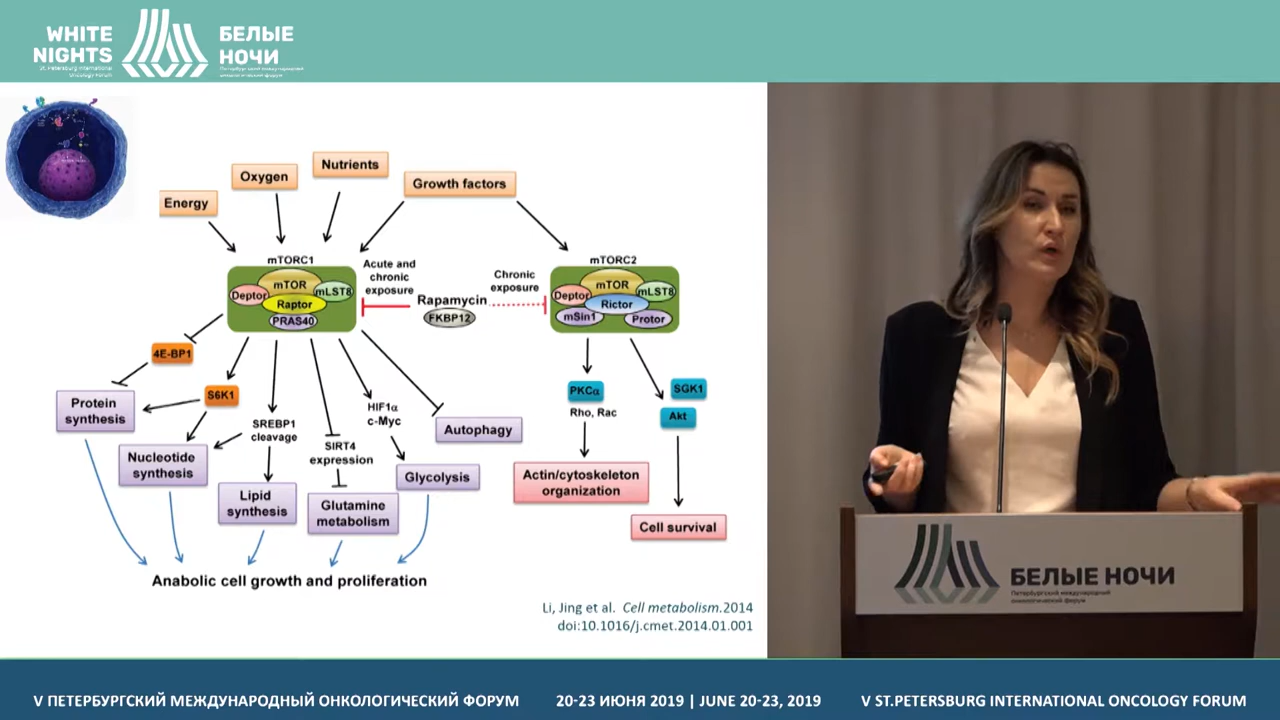 WHITE
NIGHTS
St. Petersburg International
Oncology Forum
БЕЛЫЕ
НОЧИ
Петербургский международный
онкологический форум
Energy
Oxygen
Nutrients
Growth factors
mTORC1
mTOR
Deptor
mLST8
Raptor
PRAS40
Acute and
chronic
exposure
Rapamycin
FKBP12
Chronic
exposure
mTORC2
mTOR
Deptor
mLST8
Rictor
mSin1
Protor
4E-BP1
S6K1
Protein
synthesis
Nucleotide
synthesis
SREBP1
cleavage
Lipid
synthesis
SIRT4
expression
Glutamine
metabolism
HIF1α
c-Myc
Glycolysis
Autophagy
PKCα
Rho, Rac
Actin/cytoskeleton
organization
SGK1
Akt
Cell survival
Anabolic cell growth and proliferation
Li, Jing et al. Cell metabolism.2014
doi:10.1016/j.cmet.2014.01.001
БЕЛЫЕ НОЧИ
Петербургский международный
онкологический форум
V ПЕТЕРБУРГСКИЙ МЕЖДУНАРОДНЫЙ ОНКОЛОГИЧЕСКИЙ ФОРУМ
20-23 ИЮНЯ 2019 | JUNE 20-23, 2019
V ST.PETERSBURG INTERNATIONAL ONCOLOGY FORUM